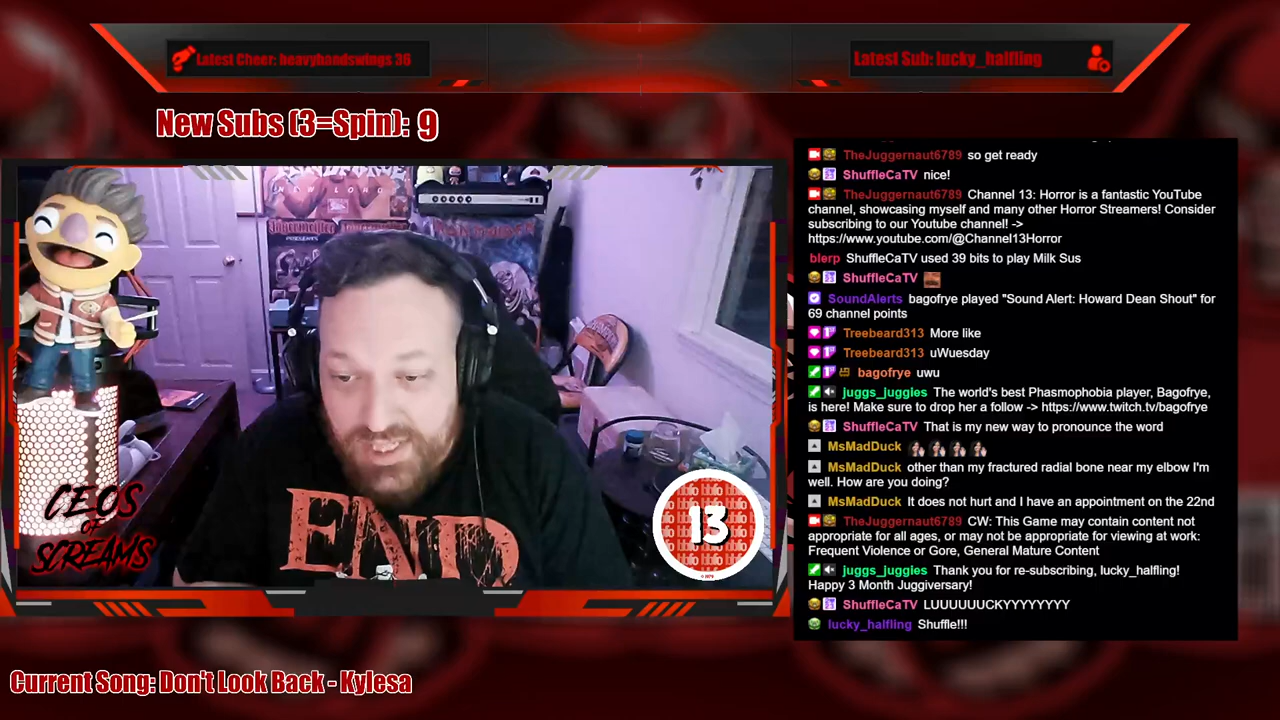 Latest Cheer: heavyhandswings 36
Latest Sub: lucky_halfling
New Subs (3=Spin): 9
TheJuggernaut6789 so get ready
ShuffleCaTV nice!
TheJuggernaut6789 Channel 13: Horror is a fantastic YouTube
channel, showcasing myself and many other Horror Streamers! Consider
subscribing to our Youtube channel! ->
https://www.youtube.com/@Channel13Horror
blerp ShuffleCaTV used 39 bits to play Milk Sus
ShuffleCaTV
SoundAlerts bagofrye played "Sound Alert: Howard Dean Shout" for
69 channel points
Treebeard313 More like
Treebeard313 uWuesday
bagofrye uwu
juggs_juggies The world's best Phasmophobia player, Bagofrye,
is here! Make sure to drop her a follow -> https://www.twitch.tv/bagofrye
ShuffleCaTV That is my new way to pronounce the word
MsMadDuck
MsMadDuck other than my fractured radial bone near my elbow I'm
well. How are you doing?
MsMadDuck It does not hurt and I have an appointment on the 22nd
TheJuggernaut6789 CW: This Game may contain content not
appropriate for all ages, or may not be appropriate for viewing at work:
Frequent Violence or Gore, General Mature Content
juggs_juggies Thank you for re-subscribing, lucky_halfling!
Happy 3 Month Juggiversary!
ShuffleCaTV LUUUUUUCKYYYYYYYY
lucky_halfling Shuffle!!!
NEW LORD
Jägermeister
CEOS
OF
SCREAMS
END
13
Current Song: Don't Look Back - Kylesa